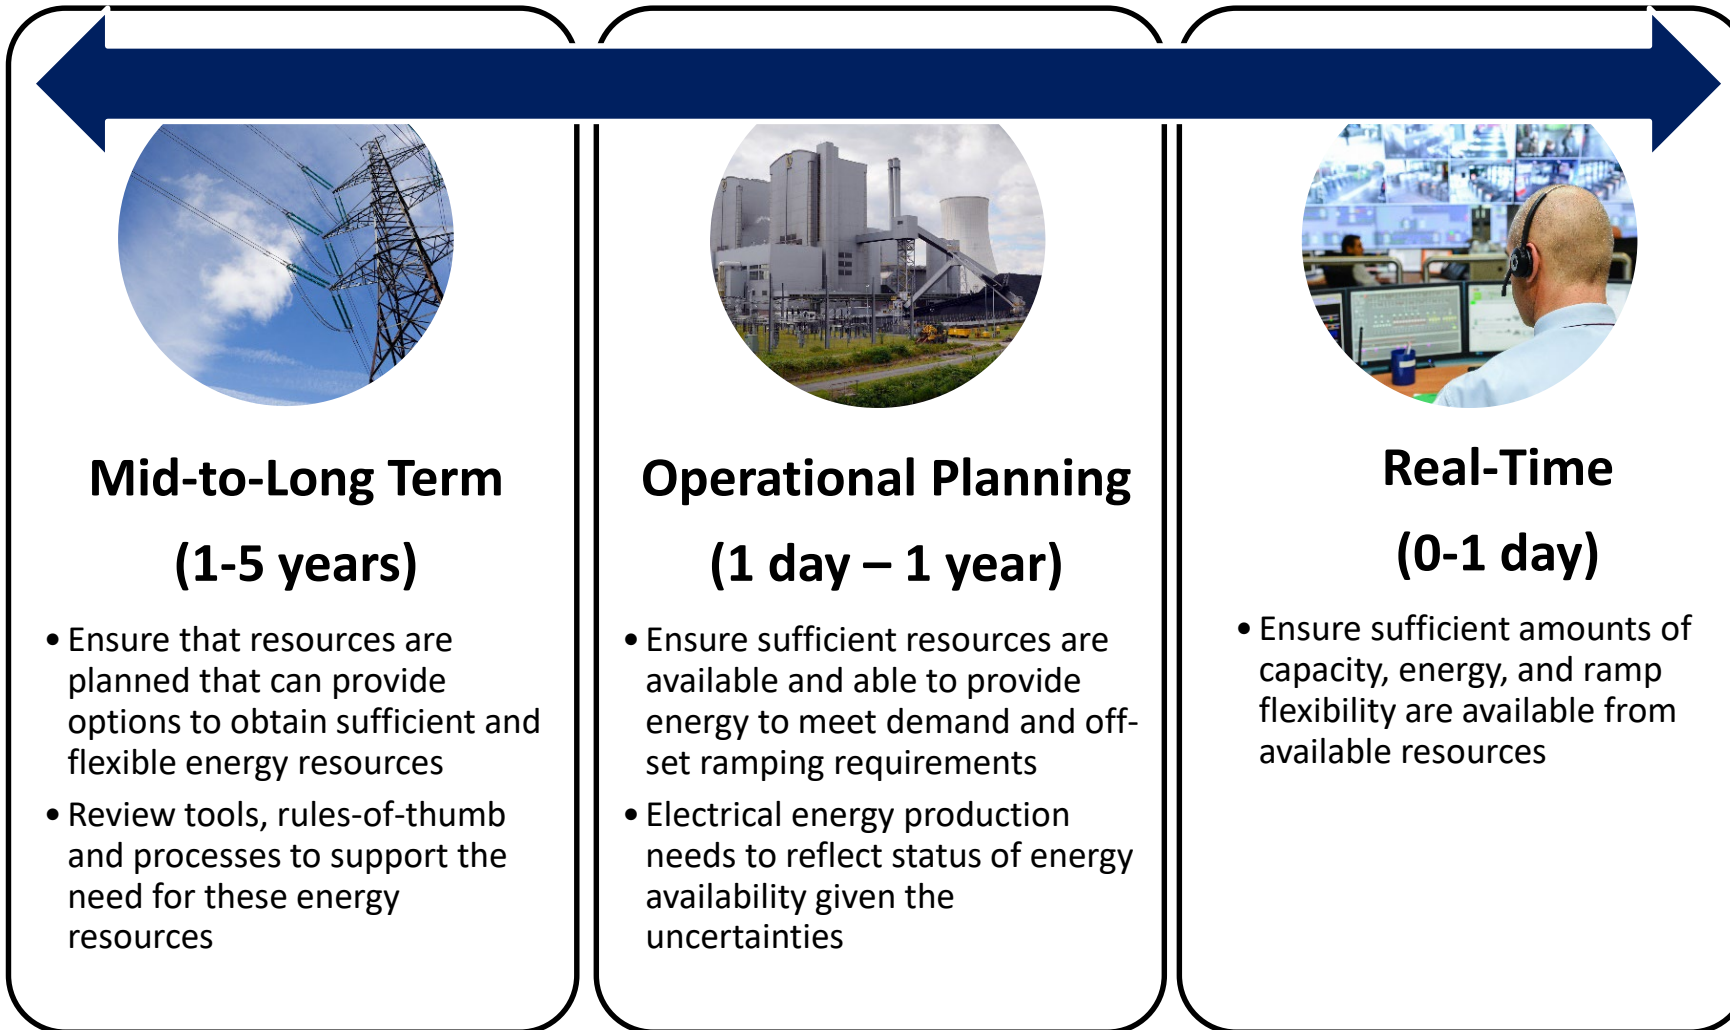 Mid-to-Long Term
(1-5 years)
• Ensure that resources are
planned that can provide
options to obtain sufficient and
flexible energy resources
• Review tools, rules-of-thumb
and processes to support the
need for these energy
resources
Operational Planning
(1 day – 1 year)
• Ensure sufficient resources are
available and able to provide
energy to meet demand and off-
set ramping requirements
• Electrical energy production
needs to reflect status of energy
availability given the
uncertainties
Real-Time
(0-1 day)
• Ensure sufficient amounts of
capacity, energy, and ramp
flexibility are available from
available resources